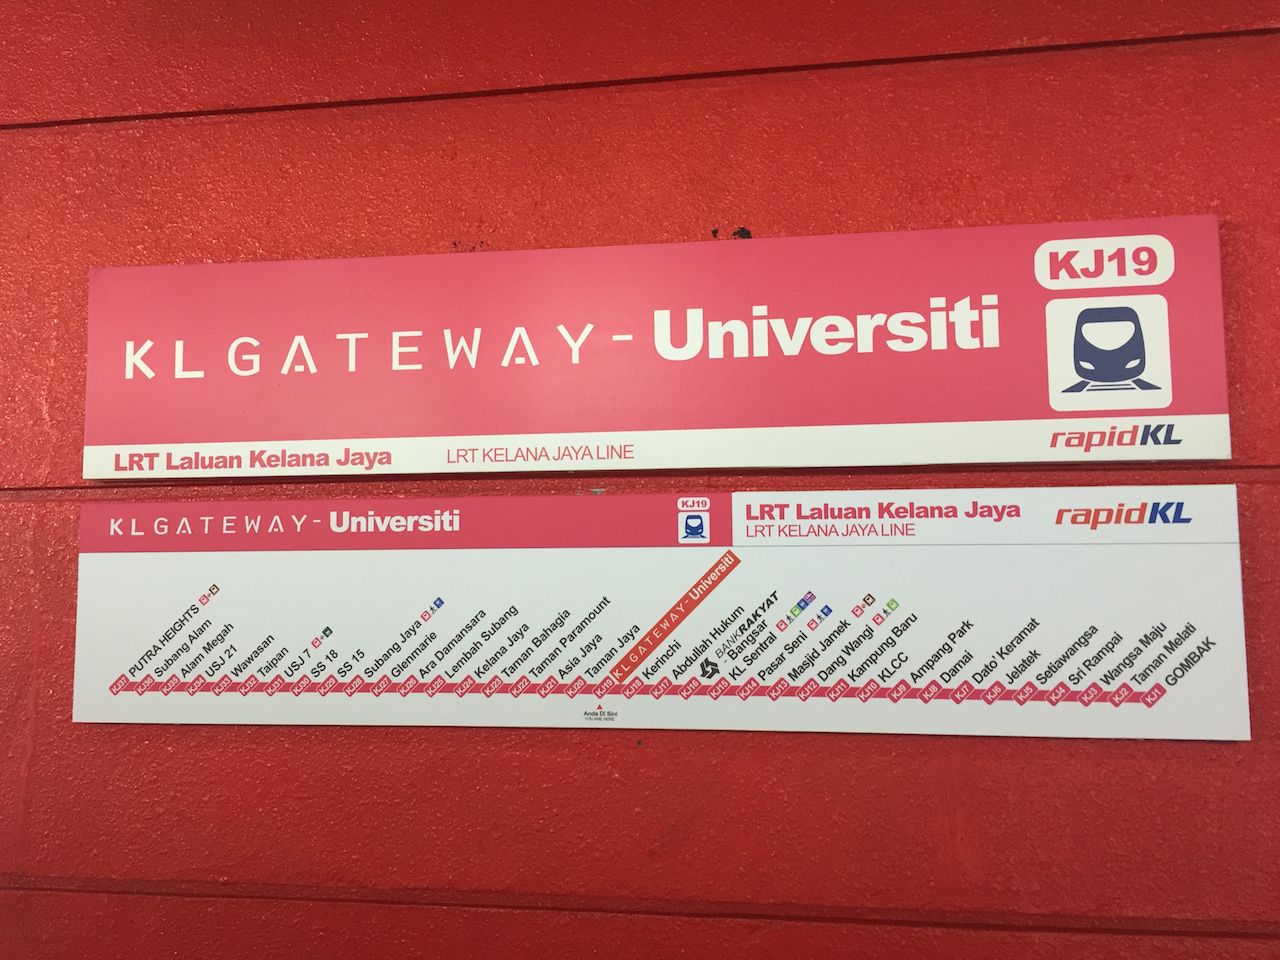 KL GATEWAY - Universiti
KJ19
LRT Laluan Kelana Jaya
LRT KELANA JAYA LINE
rapidKL
KL GATEWAY - Universiti
KJ19
LRT Laluan Kelana Jaya
LRT KELANA JAYA LINE
rapidKL
KJ37 PUTRA HEIGHTS
KJ36 Subang Alam
KJ35 Alam Megah
KJ34 USJ 21
KJ33 Wawasan
KJ32 Taipan
KJ31 USJ 7
KJ30 SS 18
KJ29 SS 15
KJ28 Subang Jaya
KJ27 Glenmarie
KJ26 Ara Damansara
KJ25 Lembah Subang
KJ24 Kelana Jaya
KJ23 Taman Bahagia
KJ22 Taman Paramount
KJ21 Asia Jaya
KJ20 Taman Jaya
KJ19 KL GATEWAY - Universiti
KJ18 Kerinchi
KJ17 Abdullah Hukum
KJ16 BANK RAKYAT
- Bangsar
KJ15 KL Sentral
KJ14 Pasar Seni
KJ13 Masjid Jamek
KJ12 Dang Wangi
KJ11 Kampung Baru
KJ10 KLCC
KJ9 Ampang Park
KJ8 Damai
KJ7 Dato' Keramat
KJ6 Jelatek
KJ5 Setiawangsa
KJ4 Sri Rampai
KJ3 Wangsa Maju
KJ2 Taman Melati
KJ1 GOMBAK
Anda Di Sini
YOU ARE HERE